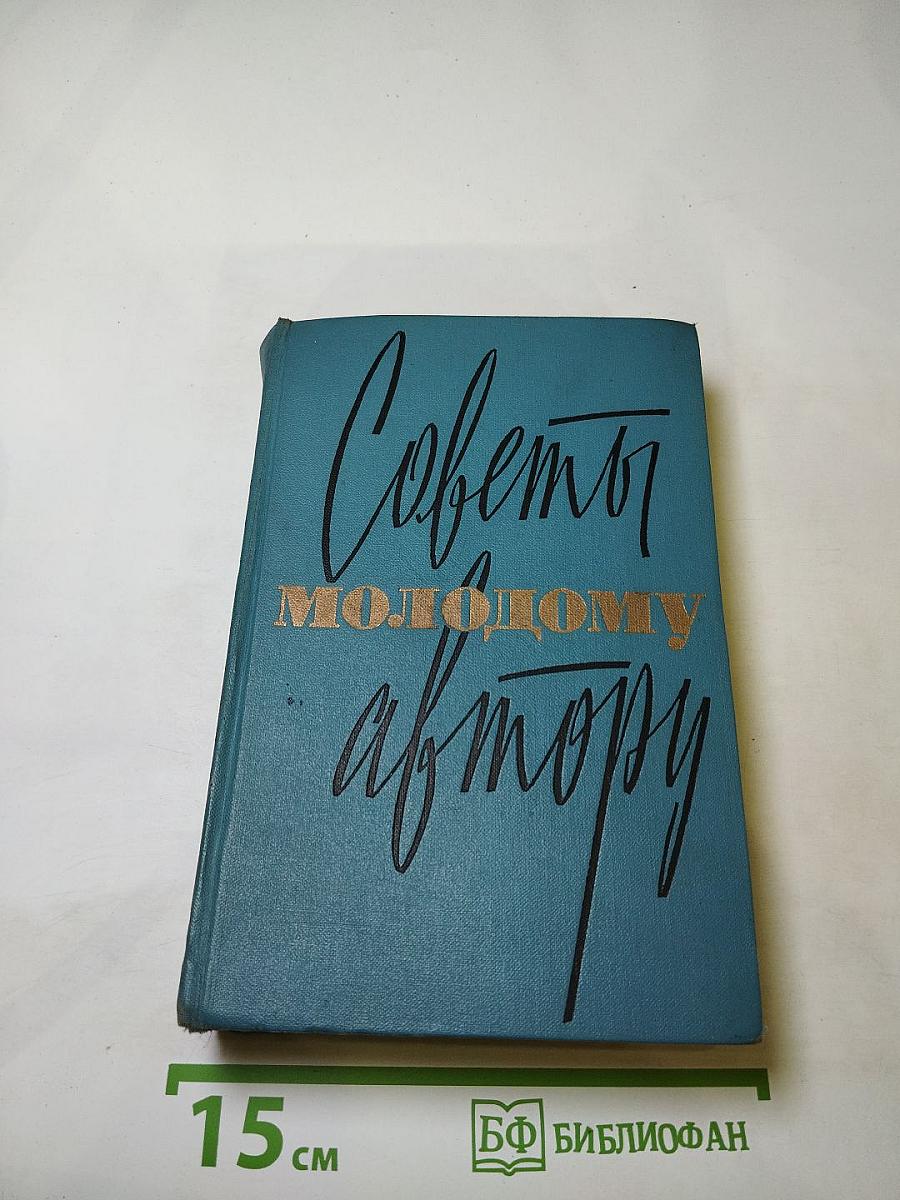 Советы
МОЛОДОМУ
автору
15 см
БФ БИБЛИОФАН